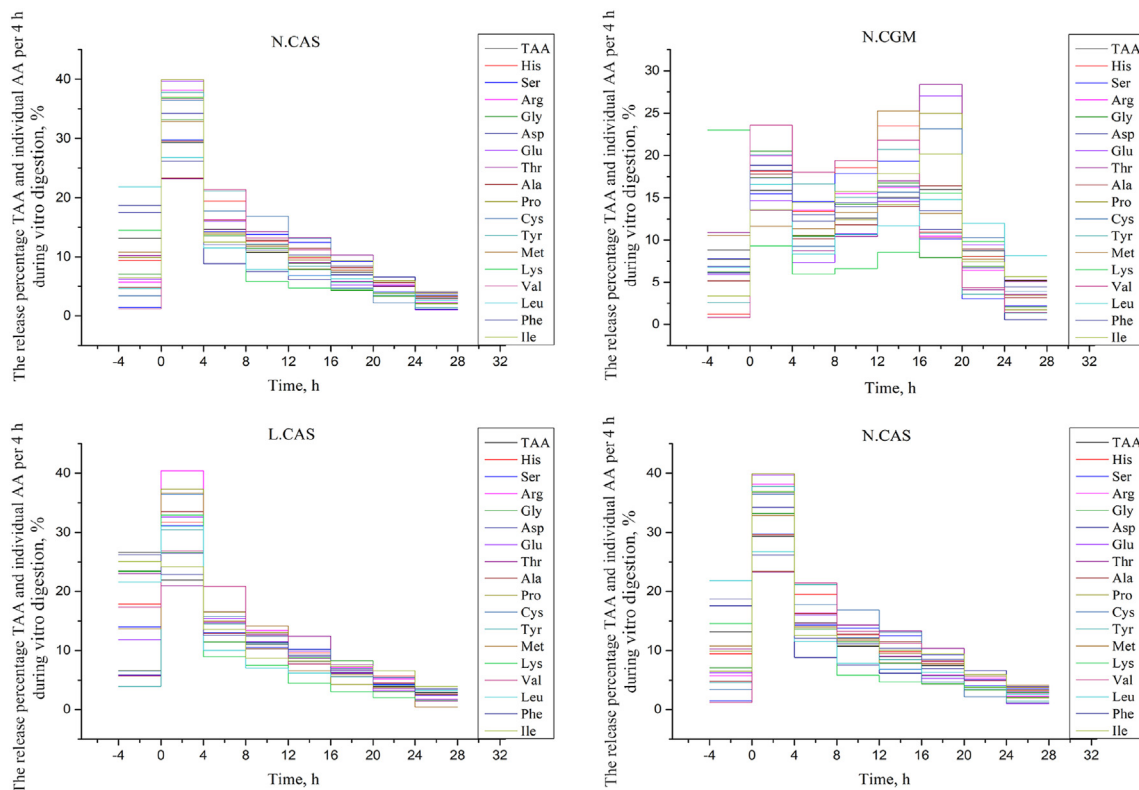 N.CAS
The release percentage TAA and individual AA per 4 h
during vitro digestion, %
40
30
20
10
0
-4 0 4 8 12 16 20 24 28 32
Time, h
TAA
His
Ser
Arg
Gly
Asp
Glu
Thr
Ala
Pro
Cys
Tyr
Met
Lys
Val
Leu
Phe
Ile
N.CGM
The release percentage TAA and individual AA per 4 h
during vitro digestion, %
30
25
20
15
10
5
0
-4 0 4 8 12 16 20 24 28 32
Time, h
TAA
His
Ser
Arg
Gly
Asp
Glu
Thr
Ala
Pro
Cys
Tyr
Met
Lys
Val
Leu
Phe
Ile
L.CAS
The release percentage TAA and individual AA per 4 h
during vitro digestion, %
40
30
20
10
0
-4 0 4 8 12 16 20 24 28 32
Time, h
TAA
His
Ser
Arg
Gly
Asp
Glu
Thr
Ala
Pro
Cys
Tyr
Met
Lys
Val
Leu
Phe
Ile
N.CAS
The release percentage TAA and individual AA per 4 h
during vitro digestion, %
40
30
20
10
0
-4 0 4 8 12 16 20 24 28 32
Time, h
TAA
His
Ser
Arg
Gly
Asp
Glu
Thr
Ala
Pro
Cys
Tyr
Met
Lys
Val
Leu
Phe
Ile